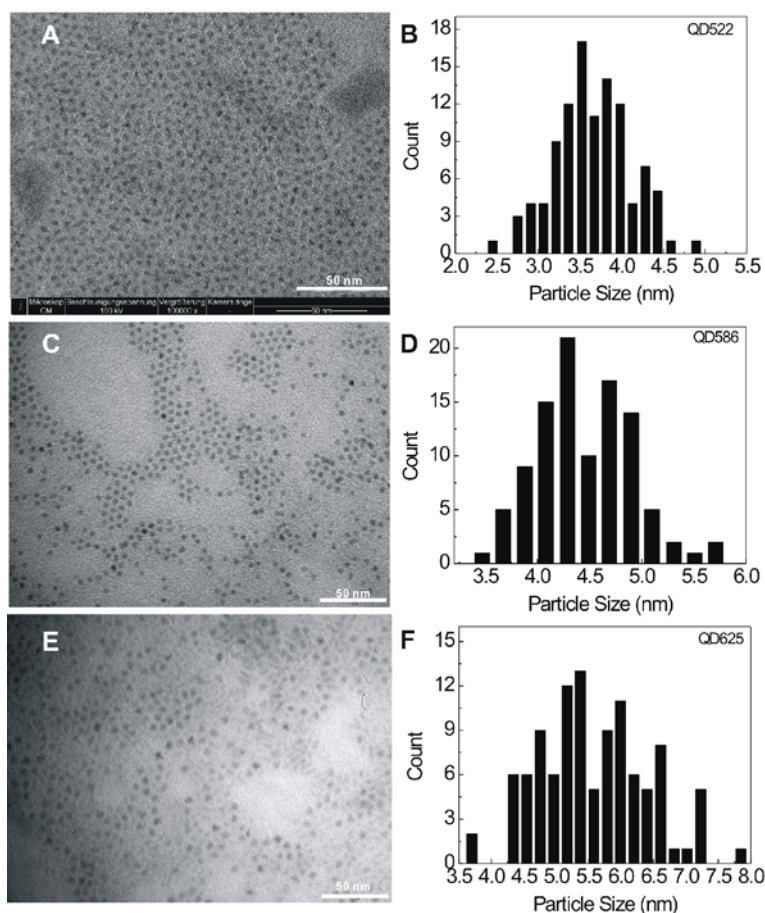 A
50 nm
Mikroskop Beschleunigungsspannung Vergrößerung Kameralänge
CM 160 kV 100000 x - 50 nm
B
QD522
Count
18
15
12
9
6
3
0
2.0 2.5 3.0 3.5 4.0 4.5 5.0 5.5
Particle Size (nm)
C
50 nm
D
QD586
Count
20
15
10
5
0
3.5 4.0 4.5 5.0 5.5 6.0
Particle Size (nm)
E
50 nm
F
QD625
Count
15
12
9
6
3
0
3.5 4.0 4.5 5.0 5.5 6.0 6.5 7.0 7.5 8.0
Particle Size (nm)